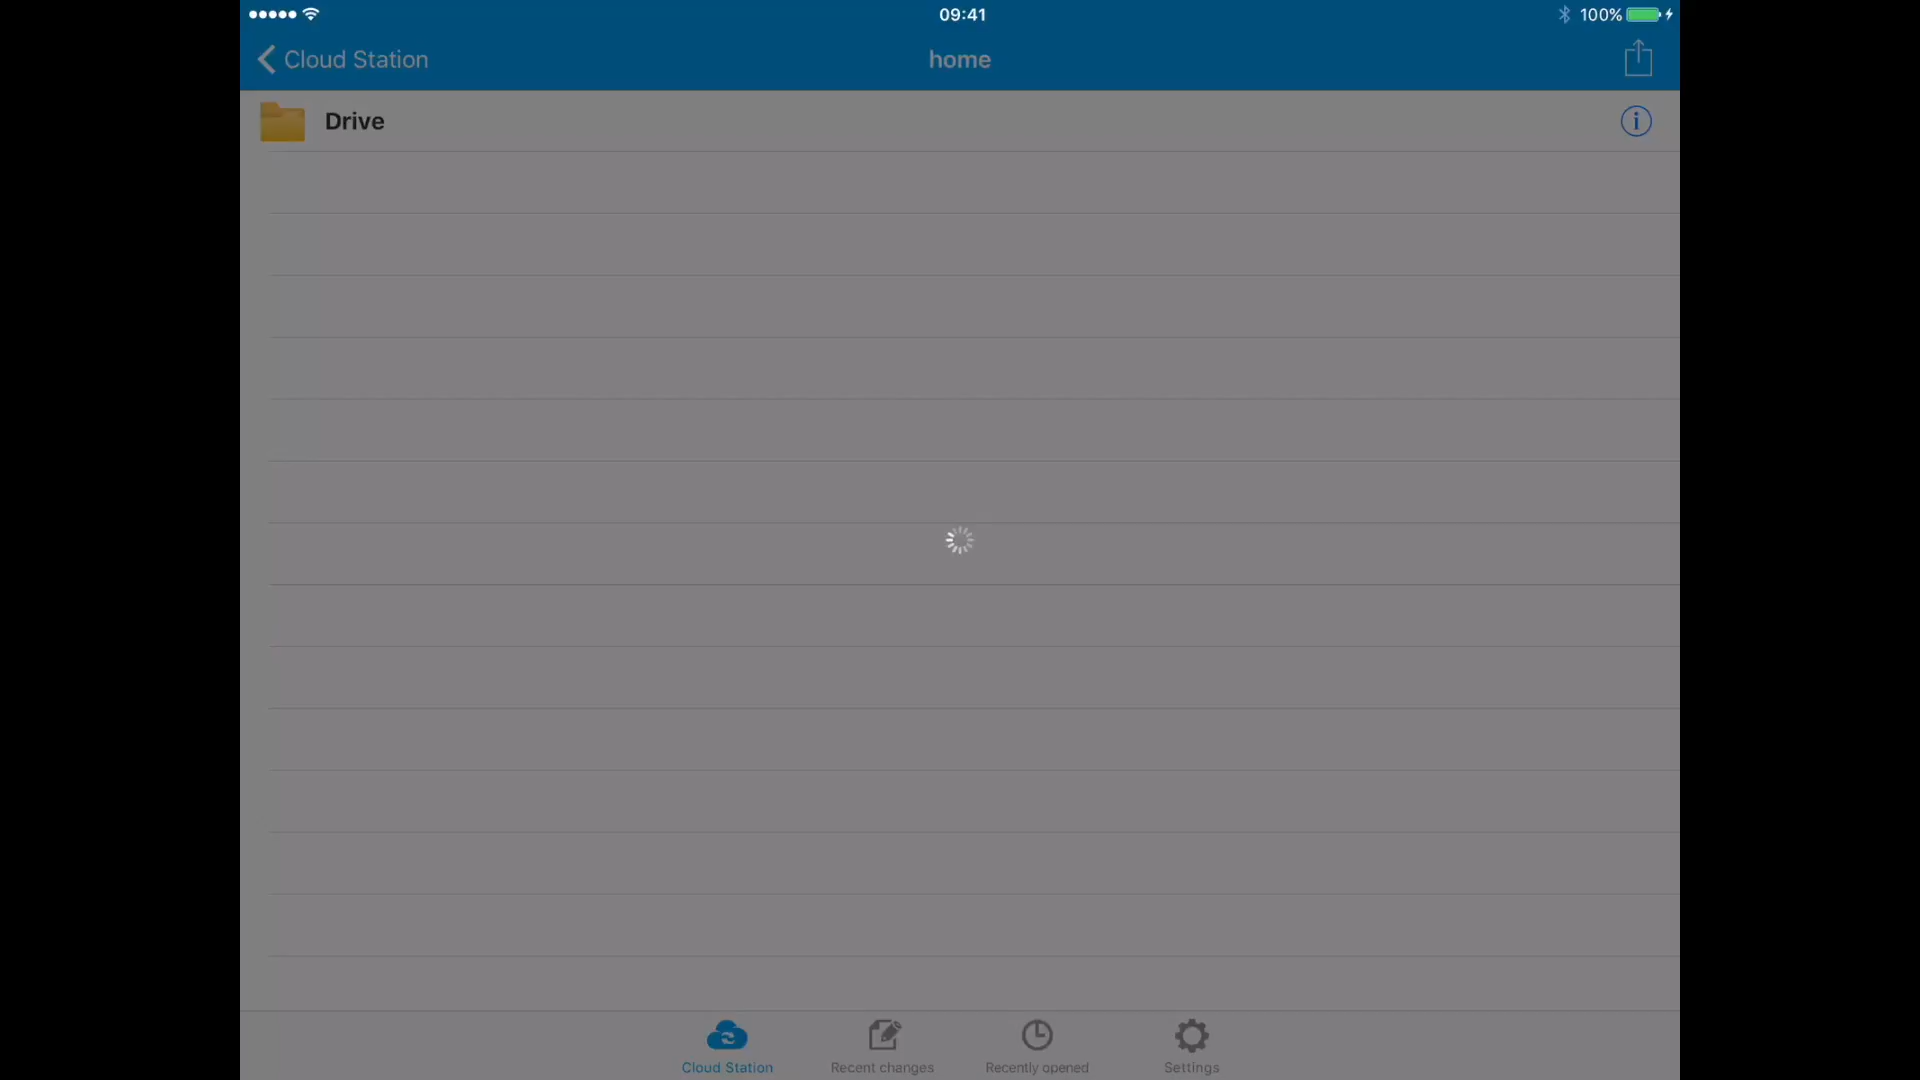 09:41
100%
Cloud Station
home
Drive
Cloud Station
Recent changes
Recently opened
Settings